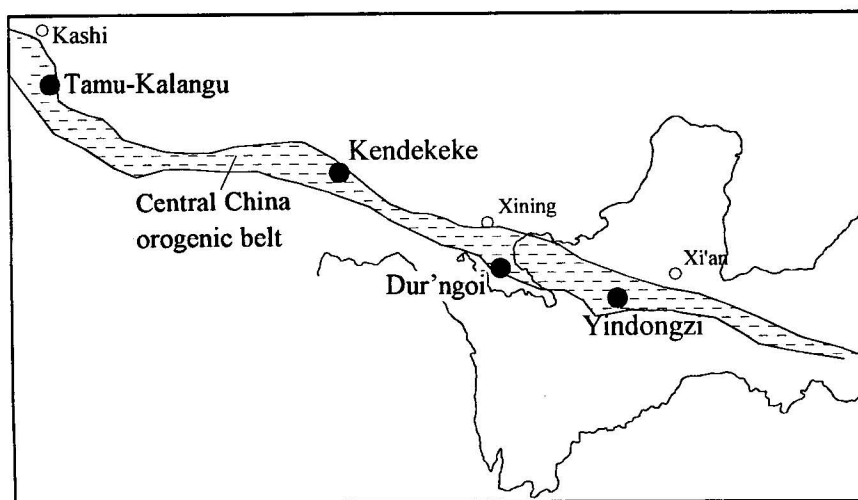 Kashi
Tamu-Kalangu
Kendekeke
Central China
orogenic belt
Xining
Xi'an
Dur'ngoi
Yindongzi